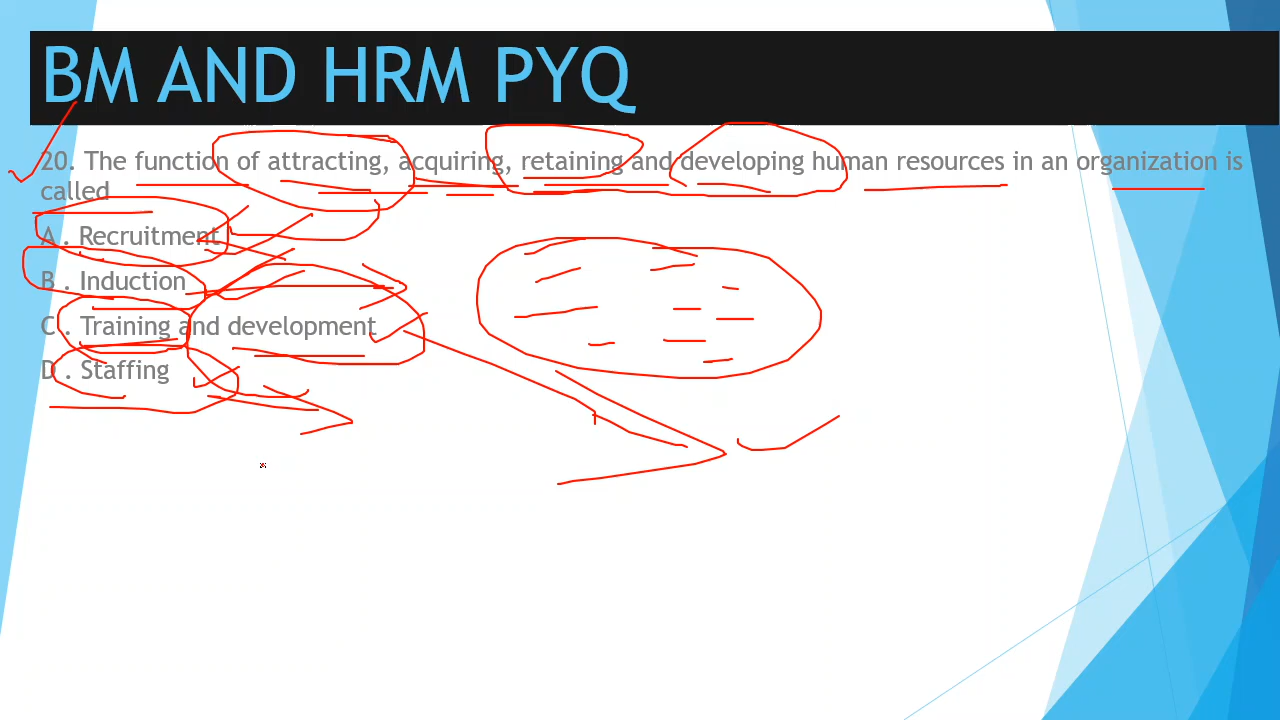 BM AND HRM PYQ
20. The function of attracting, acquiring, retaining and developing human resources in an organization is
called
A . Recruitment
B . Induction
C . Training and development
D . Staffing